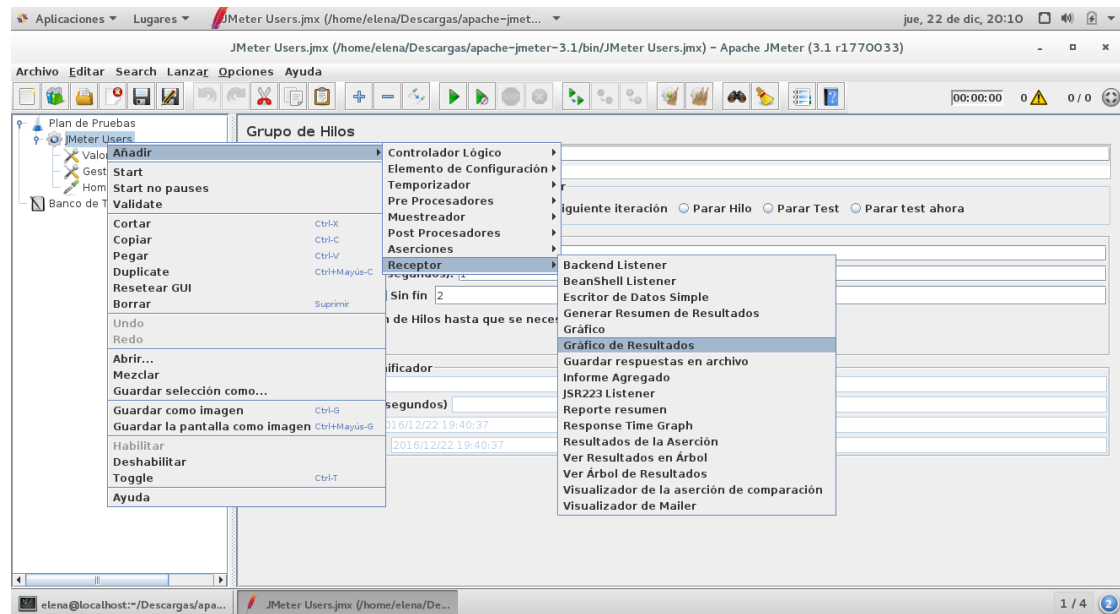 Aplicaciones Lugares JMeter Users.jmx (/home/elena/Descargas/apache-jmet... jue, 22 de dic, 20:10
JMeter Users.jmx (/home/elena/Descargas/apache-jmeter-3.1/bin/JMeter Users.jmx) - Apache JMeter (3.1 r1770033)
Archivo Editar Search Lanzar Opciones Ayuda
00:00:00 0 0 / 0
Plan de Pruebas
JMeter Users
Valo
Gest
Hom
Banco de T
Grupo de Hilos
iguiente iteración Parar Hilo Parar Test Parar test ahora
segundos): 1
Sin fín 2
n de Hilos hasta que se neces
nificador
segundos)
2016/12/22 19:40:37
2016/12/22 19:40:37
Añadir
Start
Start no pauses
Validate
Cortar Ctrl-X
Copiar Ctrl-C
Pegar Ctrl-V
Duplicate Ctrl+Mayús-C
Resetear GUI
Borrar Suprimir
Undo
Redo
Abrir...
Mezclar
Guardar selección como...
Guardar como imagen Ctrl-G
Guardar la pantalla como imagen Ctrl+Mayús-G
Habilitar
Deshabilitar
Toggle Ctrl-T
Ayuda
Controlador Lógico
Elemento de Configuración
Temporizador
Pre Procesadores
Muestreador
Post Procesadores
Aserciones
Receptor
Backend Listener
BeanShell Listener
Escritor de Datos Simple
Generar Resumen de Resultados
Gráfico
Gráfico de Resultados
Guardar respuestas en archivo
Informe Agregado
JSR223 Listener
Reporte resumen
Response Time Graph
Resultados de la Aserción
Ver Resultados en Árbol
Ver Árbol de Resultados
Visualizador de la aserción de comparación
Visualizador de Mailer
elena@localhost:~/Descargas/apa... JMeter Users.jmx (/home/elena/De... 1 / 4 2